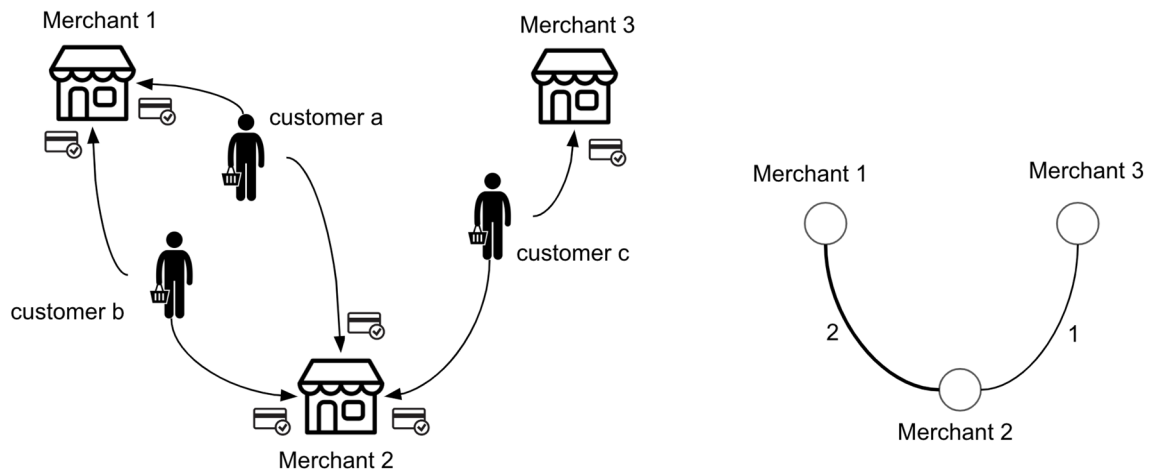 Merchant 1
Merchant 3
customer a
customer c
customer b
Merchant 2
Merchant 1
Merchant 3
2
1
Merchant 2